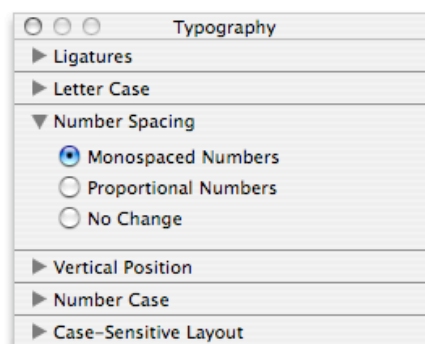 Typography
Ligatures
Letter Case
Number Spacing
Monospaced Numbers
Proportional Numbers
No Change
Vertical Position
Number Case
Case-Sensitive Layout